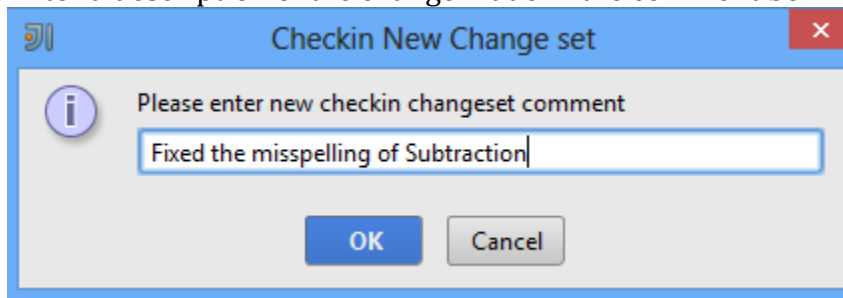 Checkin New Change set
Please enter new checkin changeset comment
Fixed the misspelling of Subtraction
OK Cancel